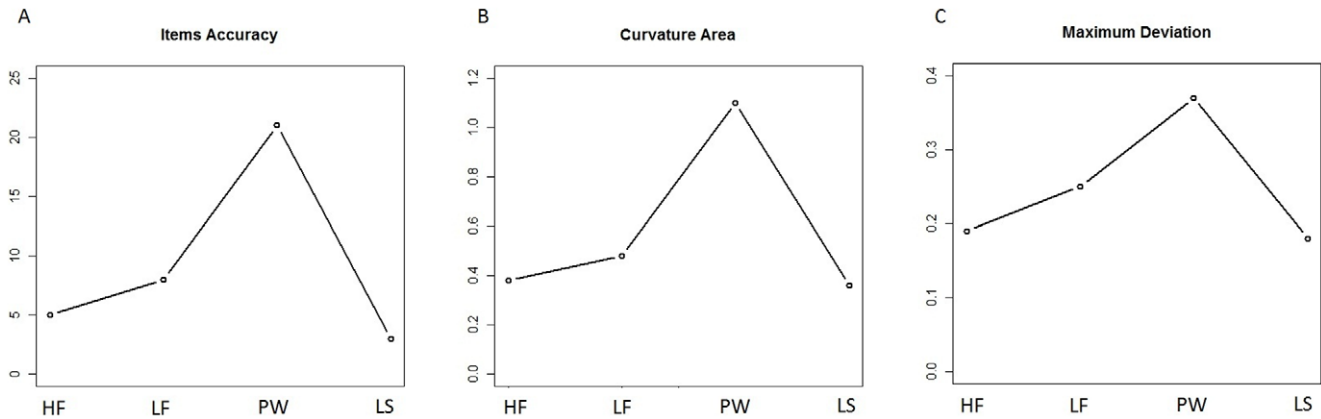 A
Items Accuracy
25
20
15
10
5
0
HF LF PW LS
B
Curvature Area
1.2
1.0
0.8
0.6
0.4
0.2
0.0
HF LF PW LS
C
Maximum Deviation
0.4
0.3
0.2
0.1
0.0
HF LF PW LS